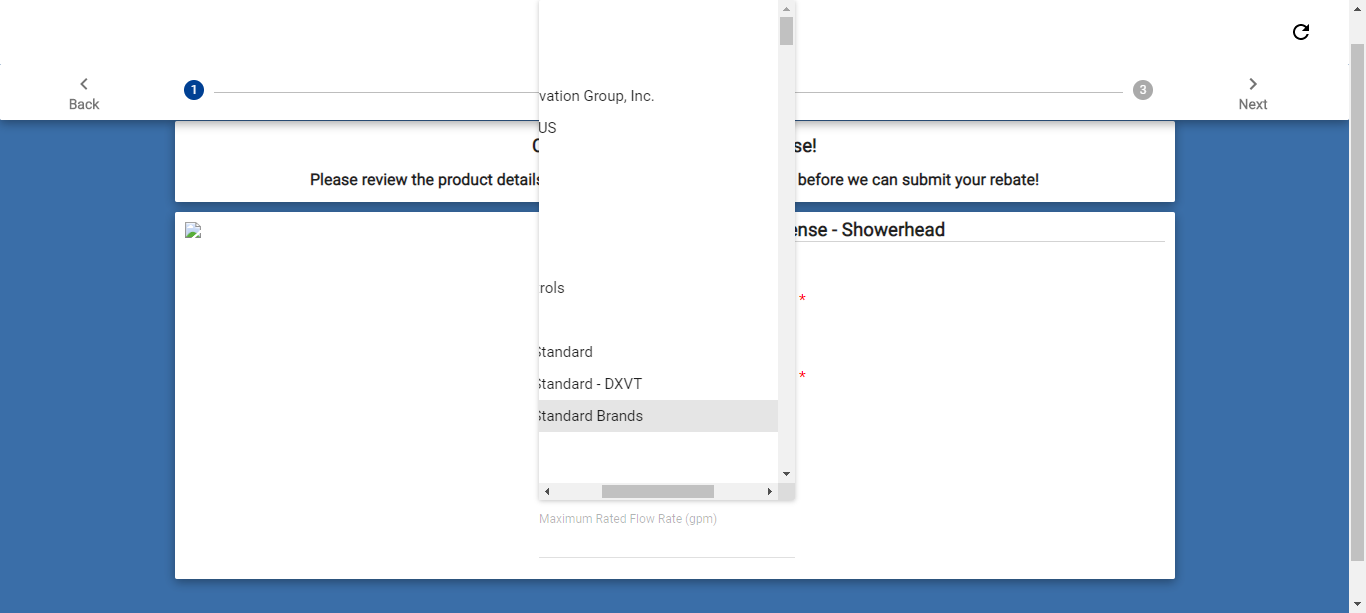 Back
1
3
Next
vation Group, Inc.
US
se!
Please review the product details
before we can submit your rebate!
ense - Showerhead
*
rols
Standard
*
Standard - DXVT
Standard Brands
Maximum Rated Flow Rate (gpm)